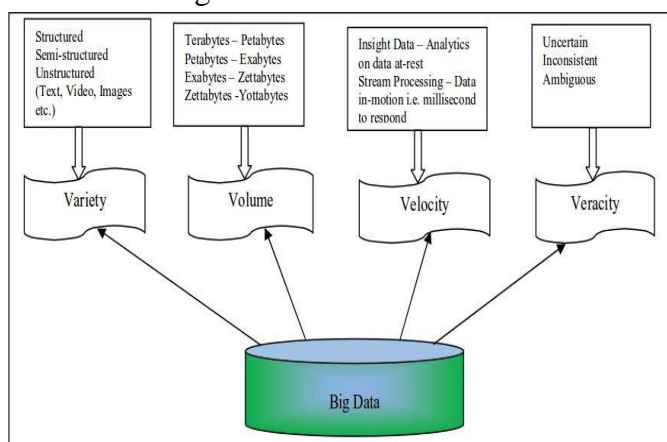 Structured
Semi-structured
Unstructured
(Text, Video, Images
etc.)
Terabytes – Petabytes
Petabytes – Exabytes
Exabytes – Zettabytes
Zettabytes -Yottabytes
Insight Data – Analytics
on data at-rest
Stream Processing – Data
in-motion i.e. millisecond
to respond
Uncertain
Inconsistent
Ambiguous
Variety
Volume
Velocity
Veracity
Big Data